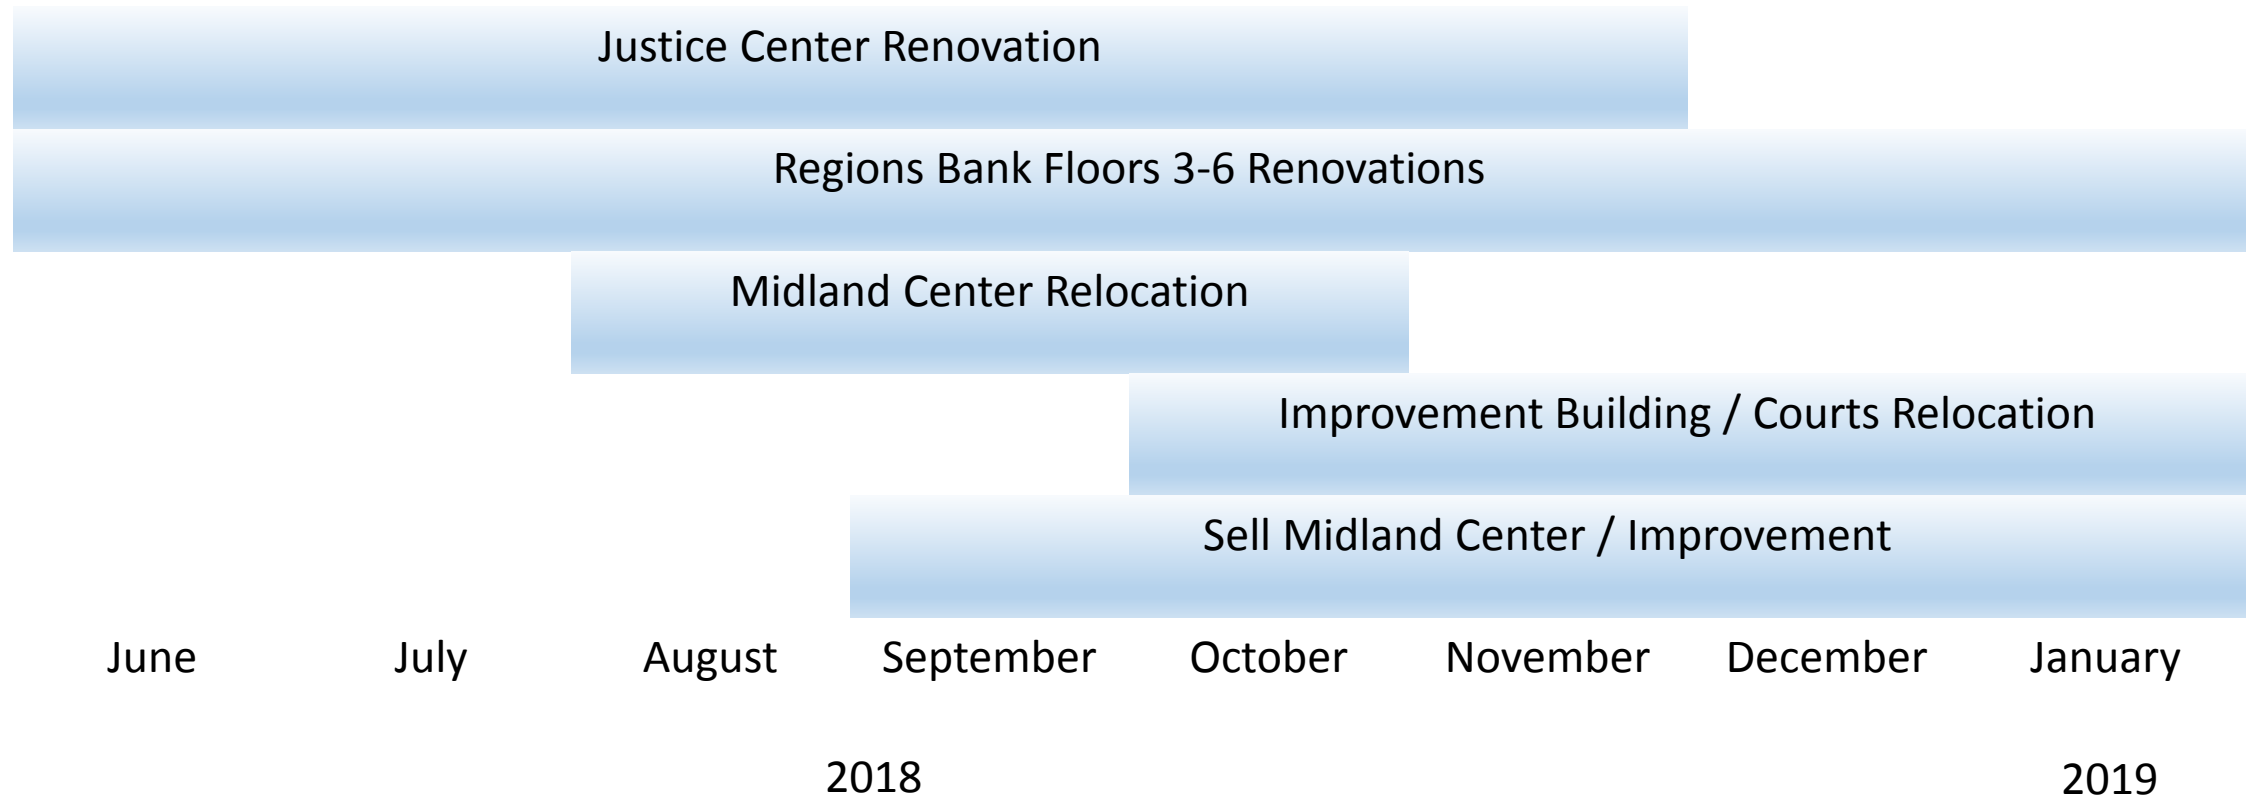 Justice Center Renovation
Regions Bank Floors 3-6 Renovations
Midland Center Relocation
Improvement Building / Courts Relocation
Sell Midland Center / Improvement
June July August September October November December January
2018 2019